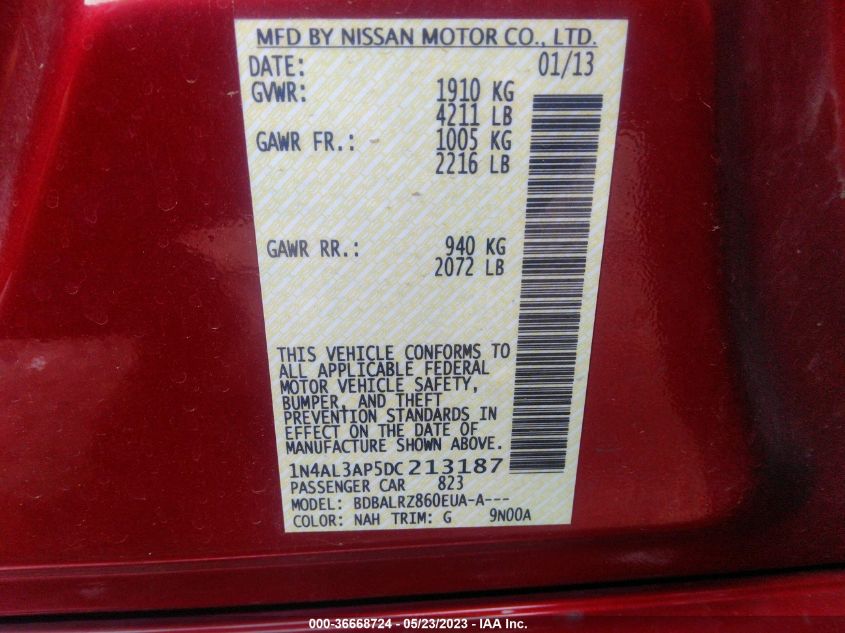 MFD BY NISSAN MOTOR CO., LTD.
DATE: 01/13
GVWR: 1910 KG
4211 LB
GAWR FR.: 1005 KG
2216 LB
GAWR RR.: 940 KG
2072 LB
THIS VEHICLE CONFORMS TO
ALL APPLICABLE FEDERAL
MOTOR VEHICLE SAFETY,
BUMPER, AND THEFT
PREVENTION STANDARDS IN
EFFECT ON THE DATE OF
MANUFACTURE SHOWN ABOVE.
1N4AL3AP5DC213187
PASSENGER CAR 823
MODEL: BDBALRZ860EUA-A---
COLOR: NAH TRIM: G 9N00A
000-36668724 - 05/23/2023 - IAA Inc.